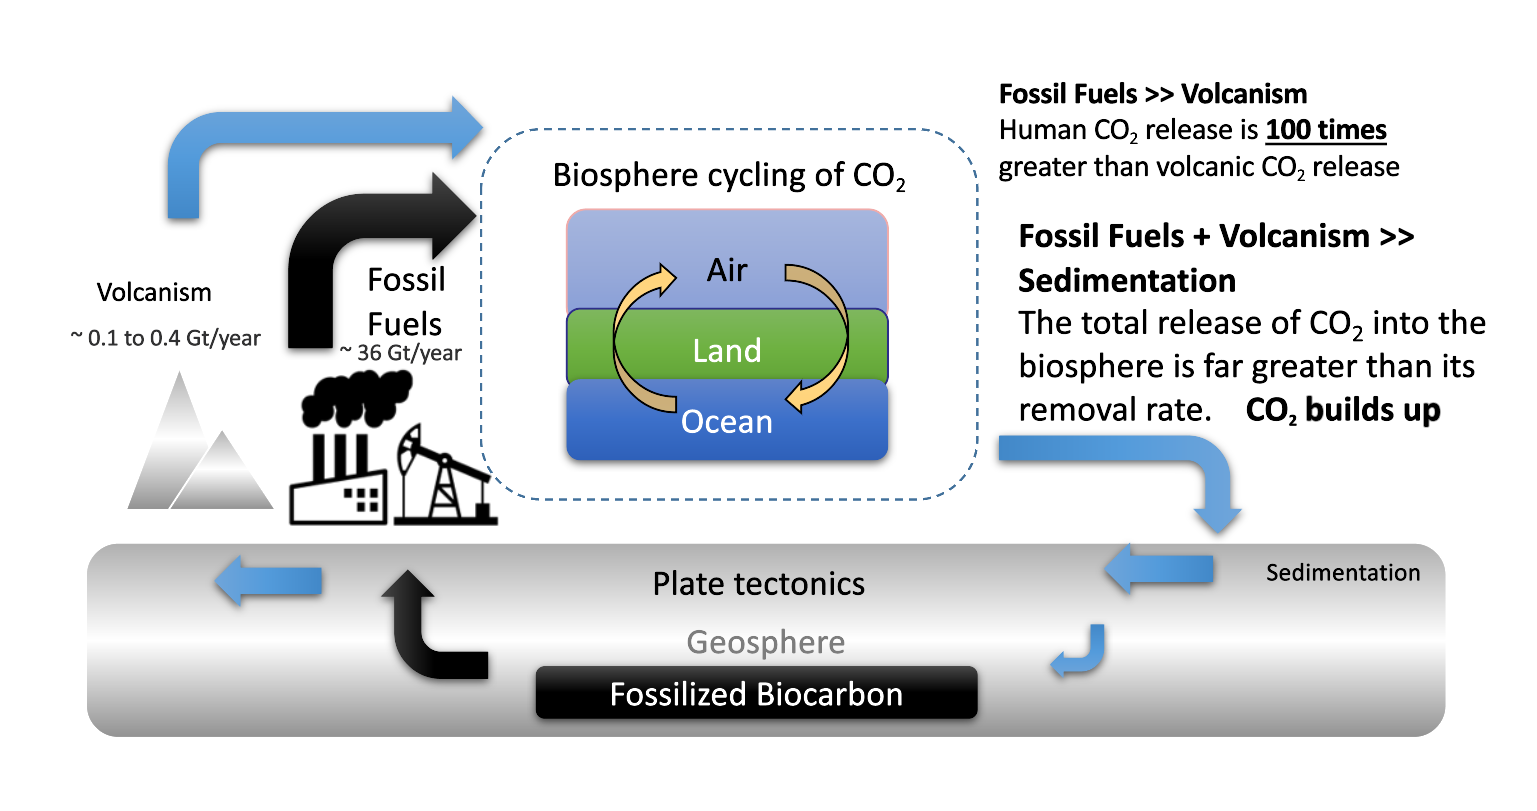 Fossil Fuels >> Volcanism
Human CO₂ release is 100 times
greater than volcanic CO₂ release
Biosphere cycling of CO₂
Fossil Fuels + Volcanism >>
Sedimentation
The total release of CO₂ into the
biosphere is far greater than its
removal rate. CO₂ builds up
Air
Land
Ocean
Volcanism
~ 0.1 to 0.4 Gt/year
Fossil
Fuels
~ 36 Gt/year
Plate tectonics
Sedimentation
Geosphere
Fossilized Biocarbon